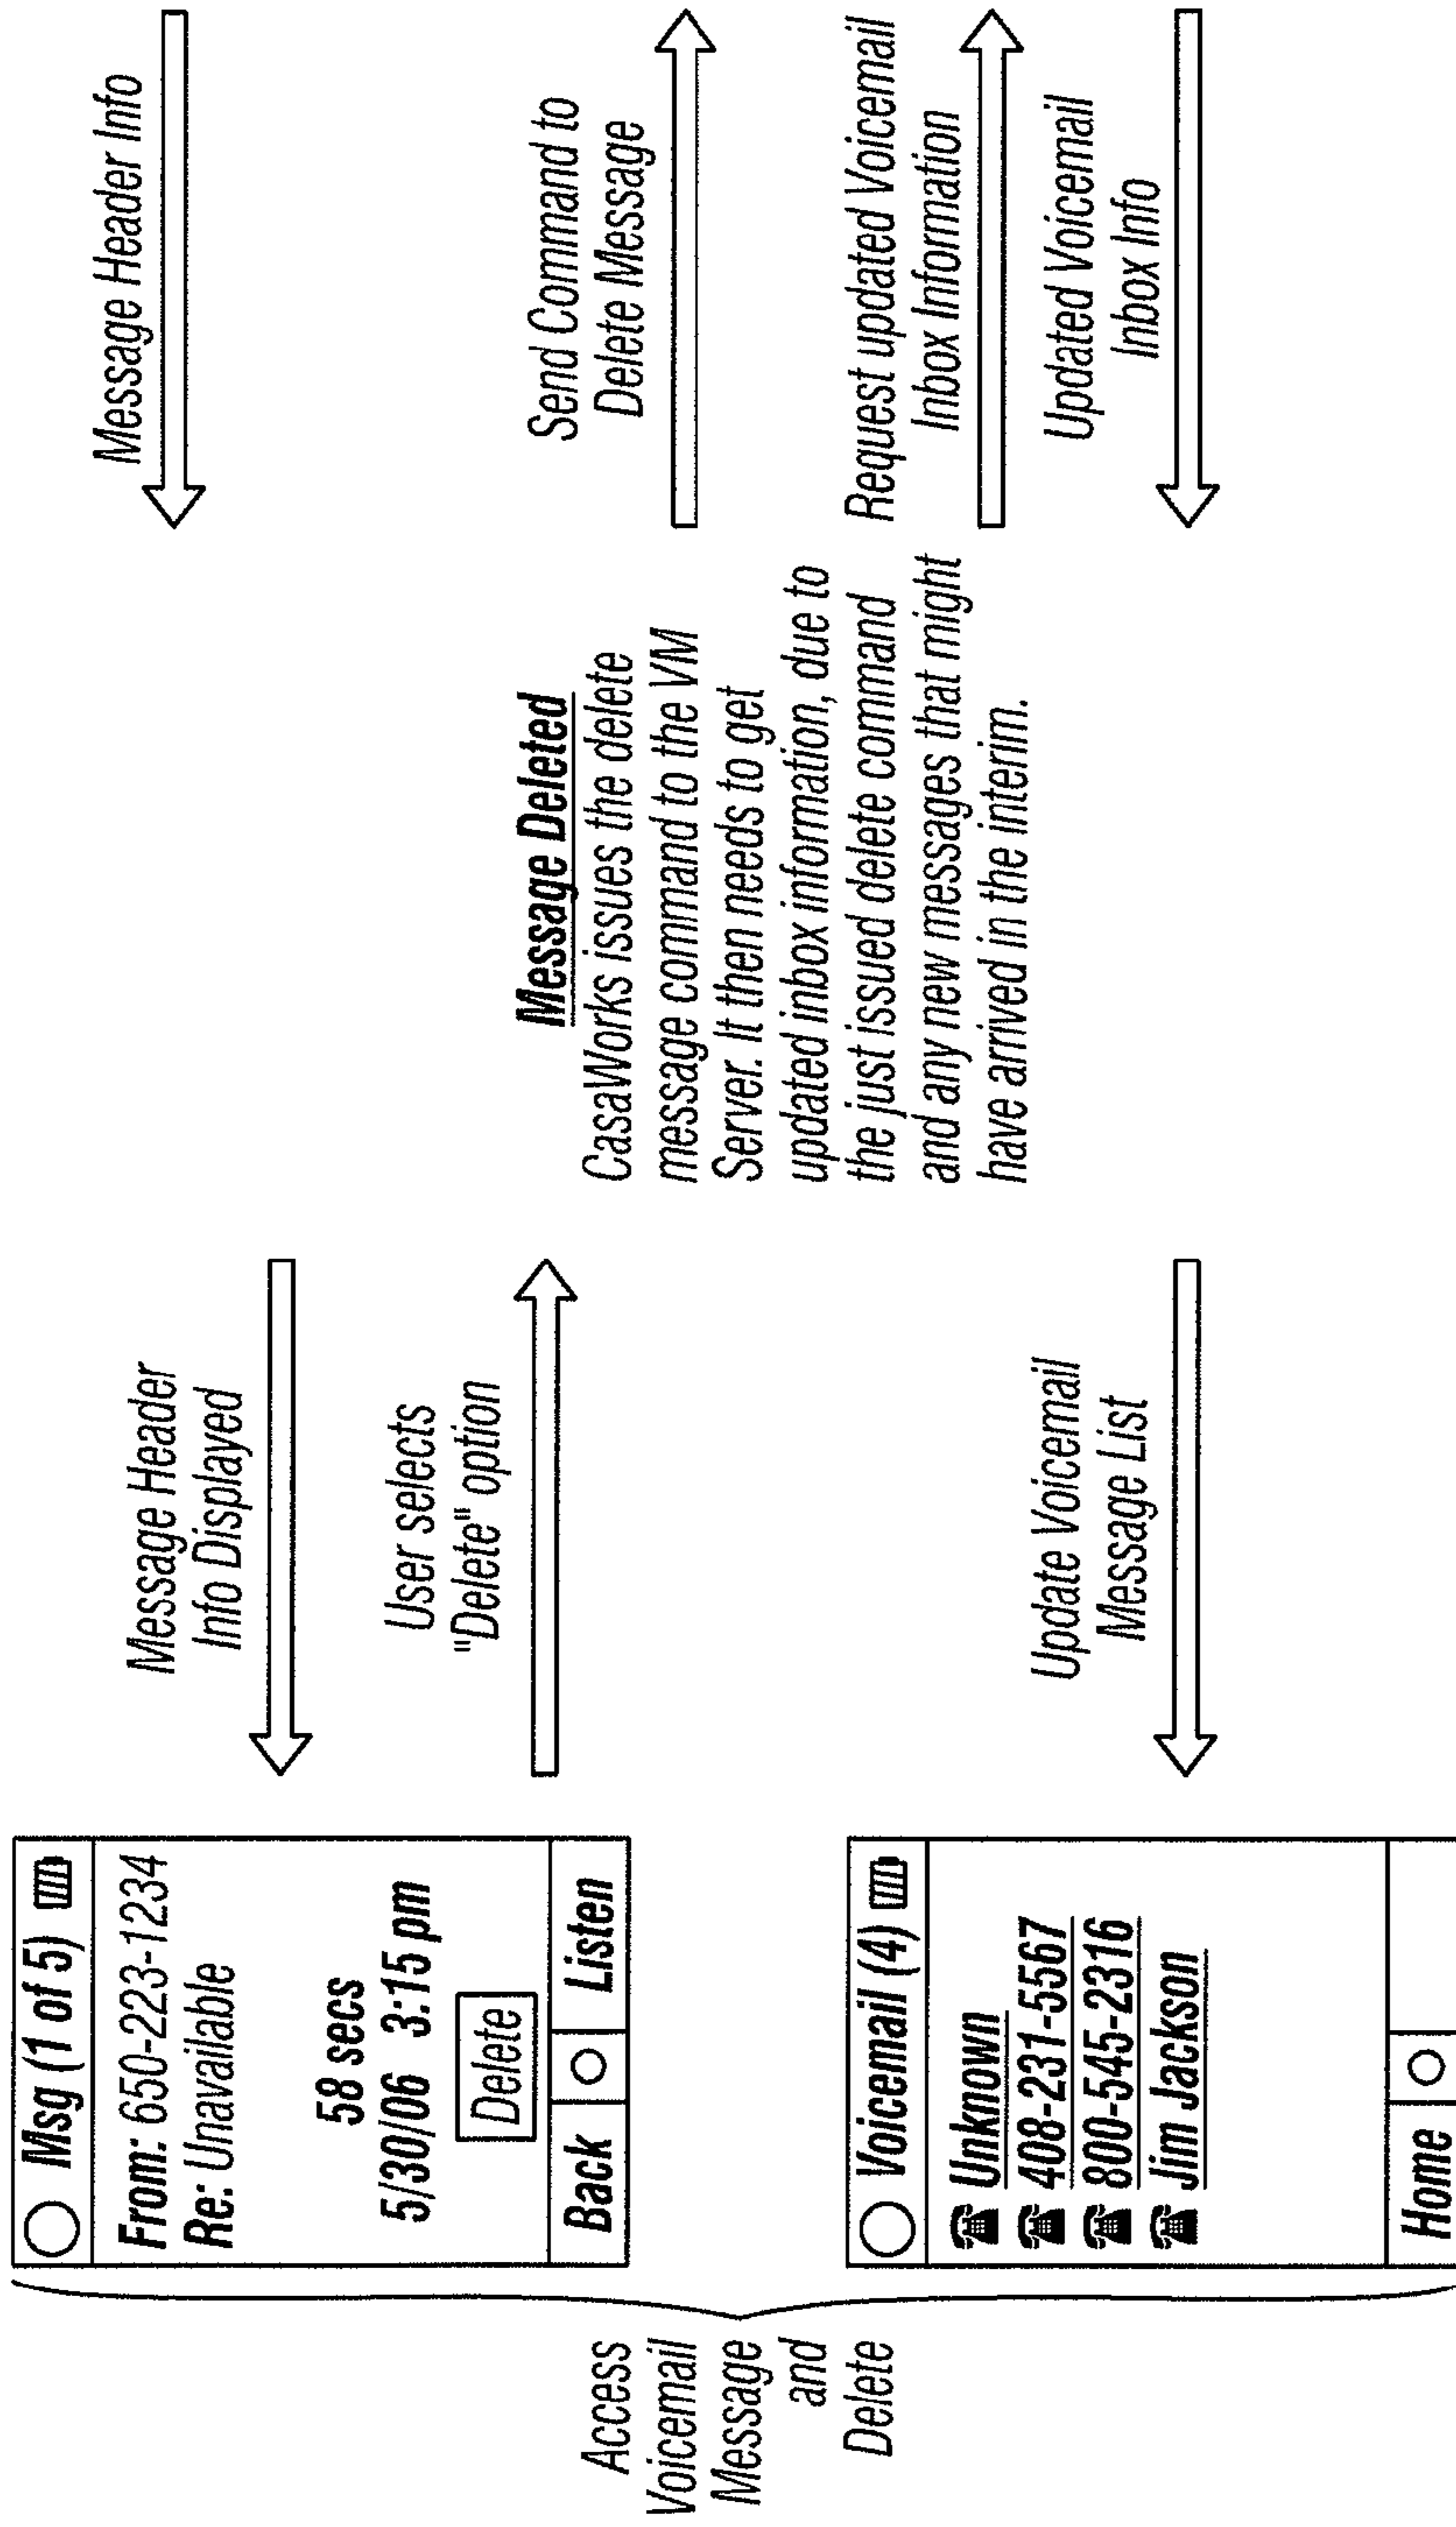 Access
Voicemail
Message
and
Delete
Msg (1 of 5)
From: 650-223-1234
Re: Unavailable
58 secs
5/30/06 3:15 pm
Delete
Back
Listen
Message Header
Info Displayed
User selects
"Delete" option
Message Header Info
Message Deleted
CasaWorks issues the delete
message command to the VM
Server. It then needs to get
updated inbox information, due to
the just issued delete command
and any new messages that might
have arrived in the interim.
Send Command to
Delete Message
Request updated Voicemail
Inbox Information
Updated Voicemail
Inbox Info
Update Voicemail
Message List
Voicemail (4)
Unknown
408-231-5567
800-545-2316
Jim Jackson
Home